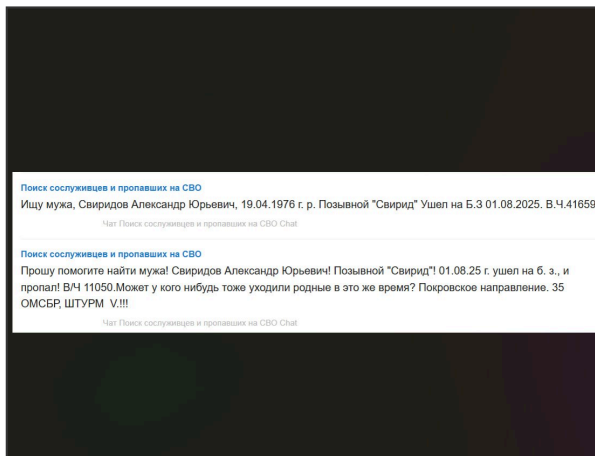 Поиск сослуживцев и пропавших на СВО
Ищу мужа, Свиридов Александр Юрьевич, 19.04.1976 г. р. Позывной "Свирид" Ушел на Б.З 01.08.2025. В.Ч.41659
Чат Поиск сослуживцев и пропавших на СВО Chat
Поиск сослуживцев и пропавших на СВО
Прошу помогите найти мужа! Свиридов Александр Юрьевич! Позывной "Свирид"! 01.08.25 г. ушел на б. з., и
пропал! В/Ч 11050.Может у кого нибудь тоже уходили родные в это же время? Покровское направление. 35
ОМСБР, ШТУРМ V.!!!
Чат Поиск сослуживцев и пропавших на СВО Chat